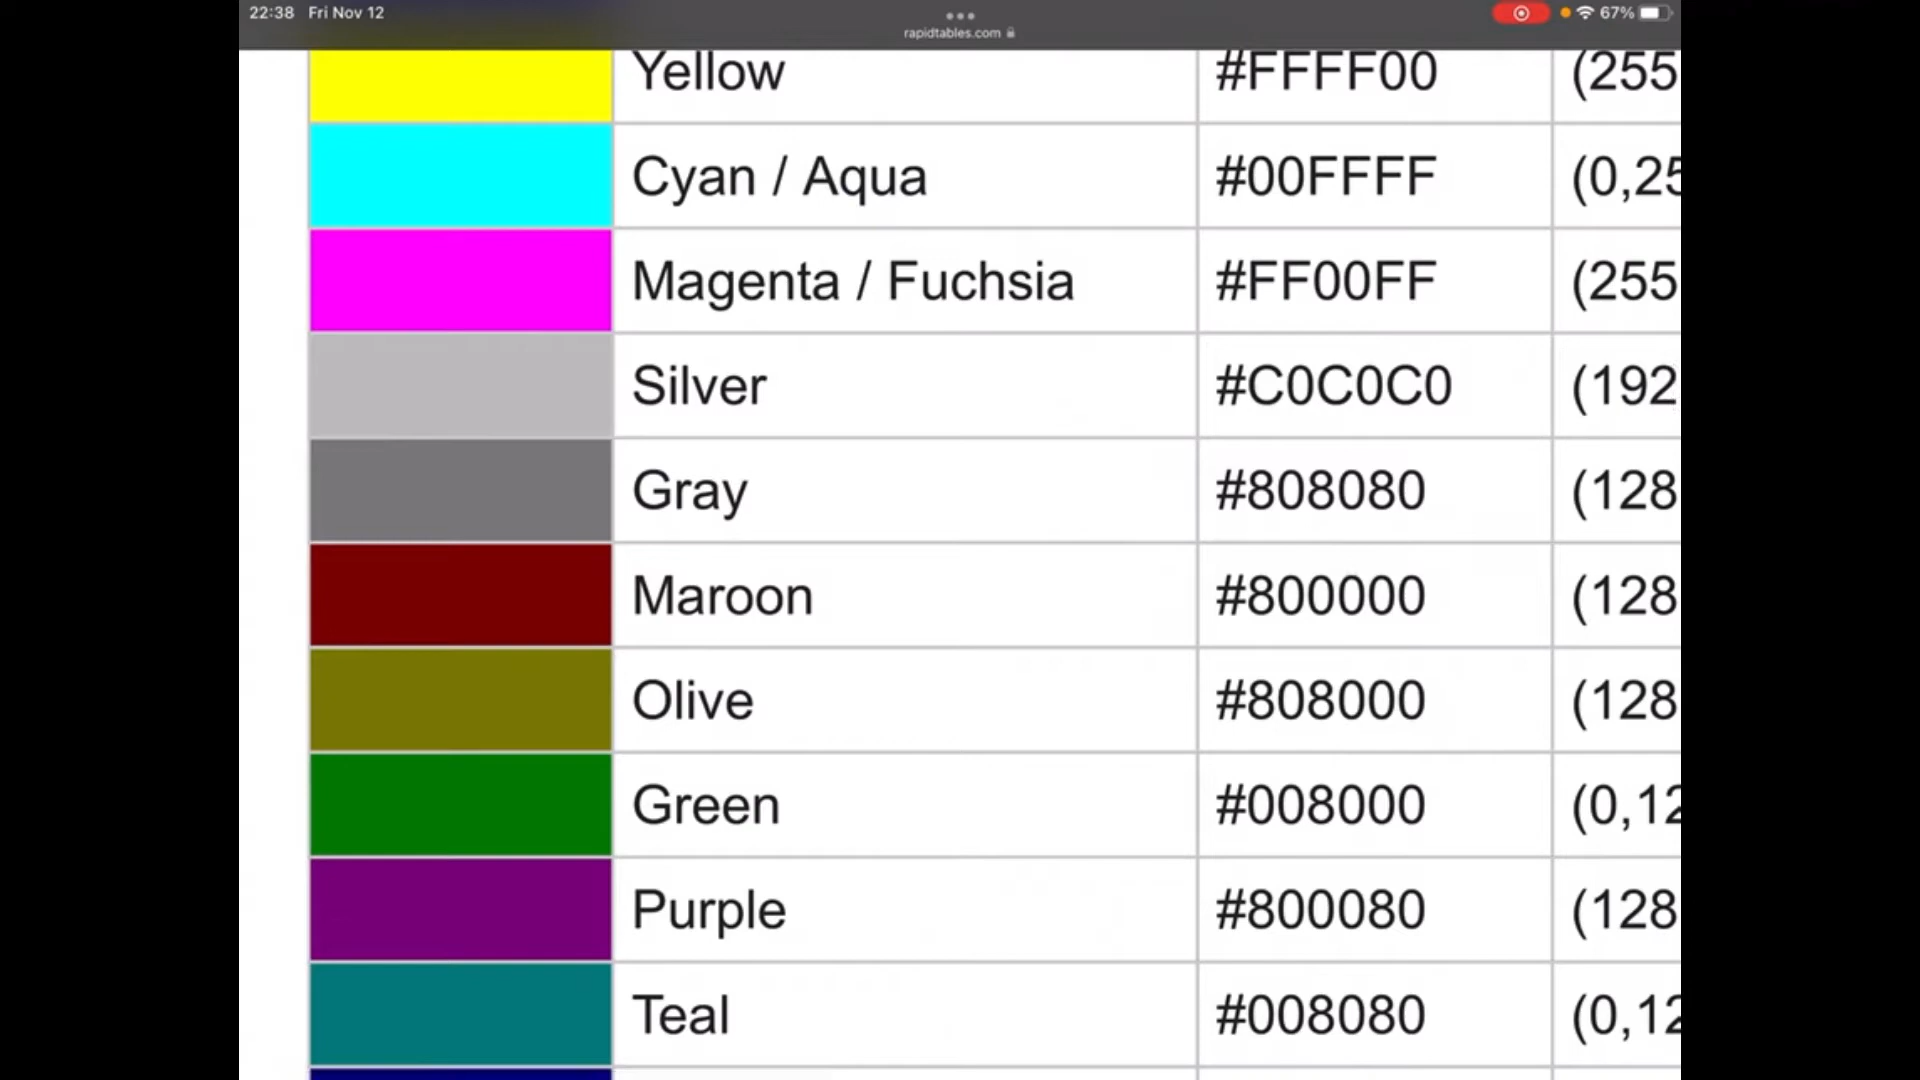 22:38 Fri Nov 12
67%
rapidtables.com
Yellow #FFFF00 (255
Cyan / Aqua #00FFFF (0,25
Magenta / Fuchsia #FF00FF (255
Silver #C0C0C0 (192
Gray #808080 (128
Maroon #800000 (128
Olive #808000 (128
Green #008000 (0,12
Purple #800080 (128
Teal #008080 (0,12